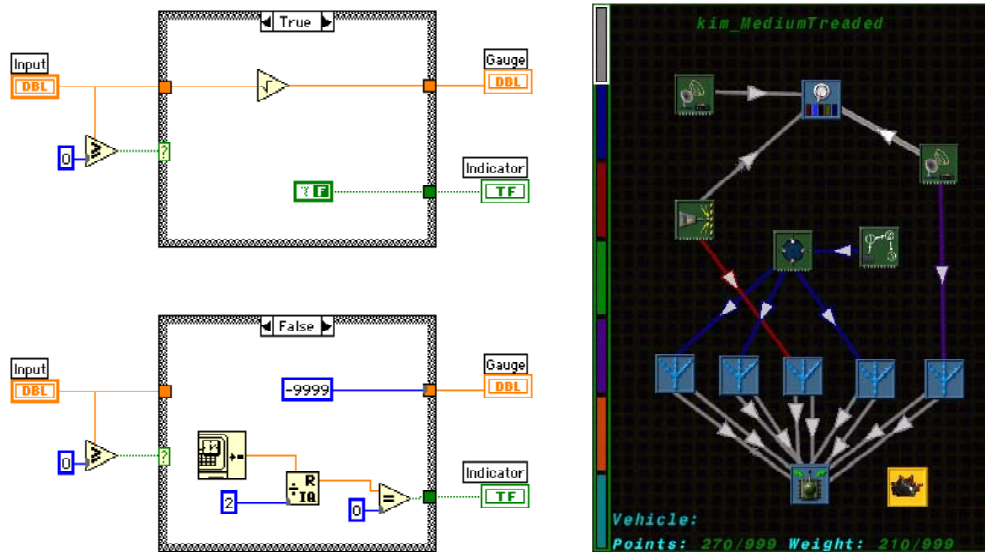 True
Input
DBL
0
?
√
Gauge
DBL
Indicator
F
TF
False
Input
DBL
0
?
-9999
Gauge
DBL
2
R
IQ
0
=
Indicator
TF
kim_MediumTreaded
Vehicle:
Points: 270/999 Weight: 210/999